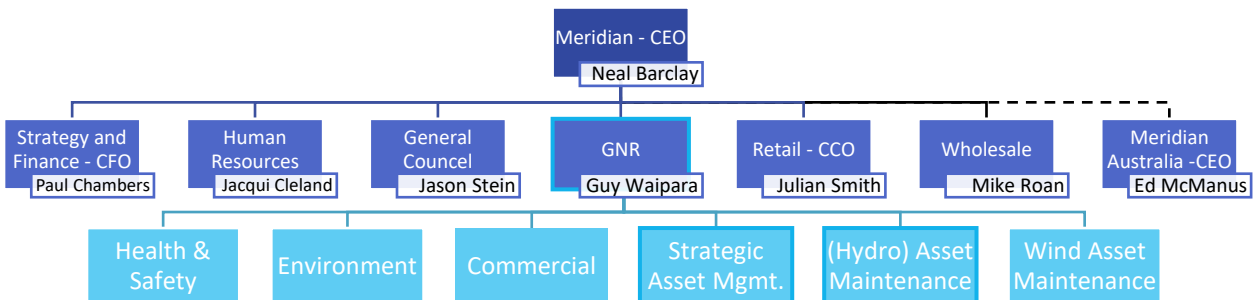 Meridian - CEO
Neal Barclay
Strategy and
Finance - CFO
Paul Chambers
Human
Resources
Jacqui Cleland
General
Councel
Jason Stein
GNR
Guy Waipara
Retail - CCO
Julian Smith
Wholesale
Mike Roan
Meridian
Australia -CEO
Ed McManus
Health &
Safety
Environment
Commercial
Strategic
Asset Mgmt.
(Hydro) Asset
Maintenance
Wind Asset
Maintenance